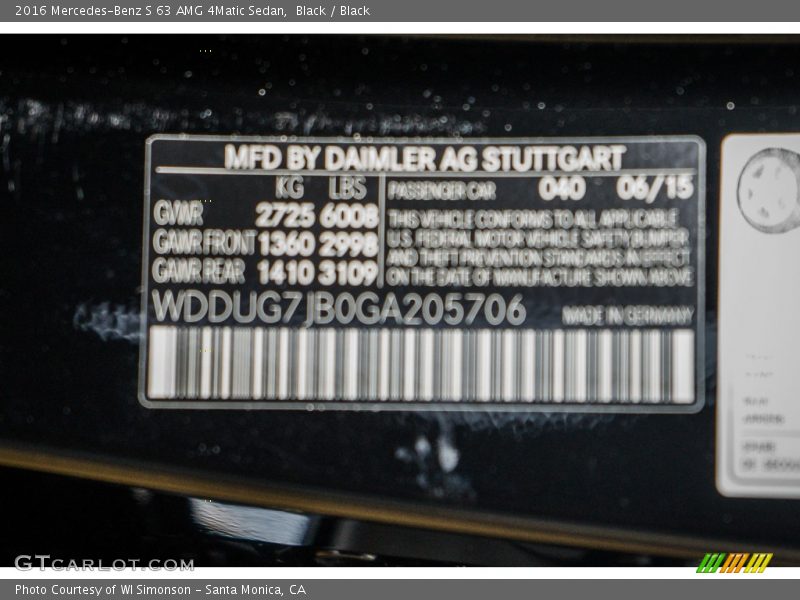 2016 Mercedes-Benz S 63 AMG 4Matic Sedan, Black / Black
MFD BY DAIMLER AG STUTTGART
KG LBS
GVWR 2725 6008
GAWR FRONT 1360 2998
GAWR REAR 1410 3109
PASSENGER CAR 040 06/15
THIS VEHICLE CONFORMS TO ALL APPLICABLE
U.S. FEDERAL MOTOR VEHICLE SAFETY BUMPER
AND THEFT PREVENTION STANDARDS IN EFFECT
ON THE DATE OF MANUFACTURE SHOWN ABOVE
WDDUG7JB0GA205706
MADE IN GERMANY
GTcarlot.com
Photo Courtesy of WI Simonson - Santa Monica, CA